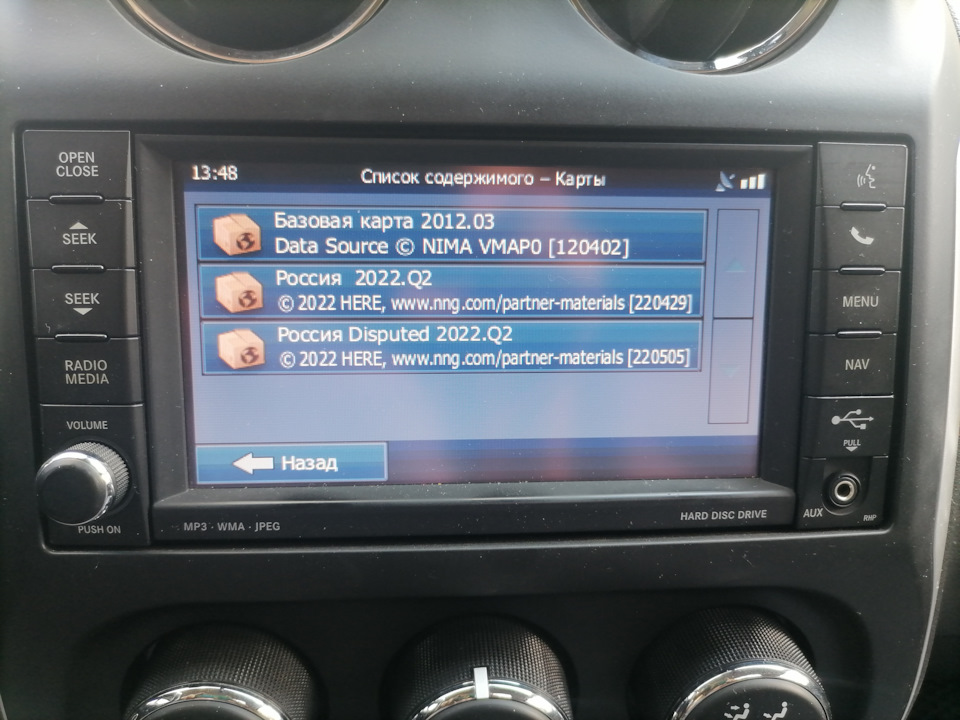 OPEN
CLOSE
SEEK
SEEK
RADIO
MEDIA
VOLUME
PUSH ON
13:48
Список содержимого – Карты
Базовая карта 2012.03
Data Source © NIMA VMAP0 [120402]
Россия 2022.Q2
© 2022 HERE, www.nng.com/partner-materials [220429]
Россия Disputed 2022.Q2
© 2022 HERE, www.nng.com/partner-materials [220505]
Назад
MP3 · WMA · JPEG
HARD DISC DRIVE
MENU
NAV
PULL
AUX
RHP